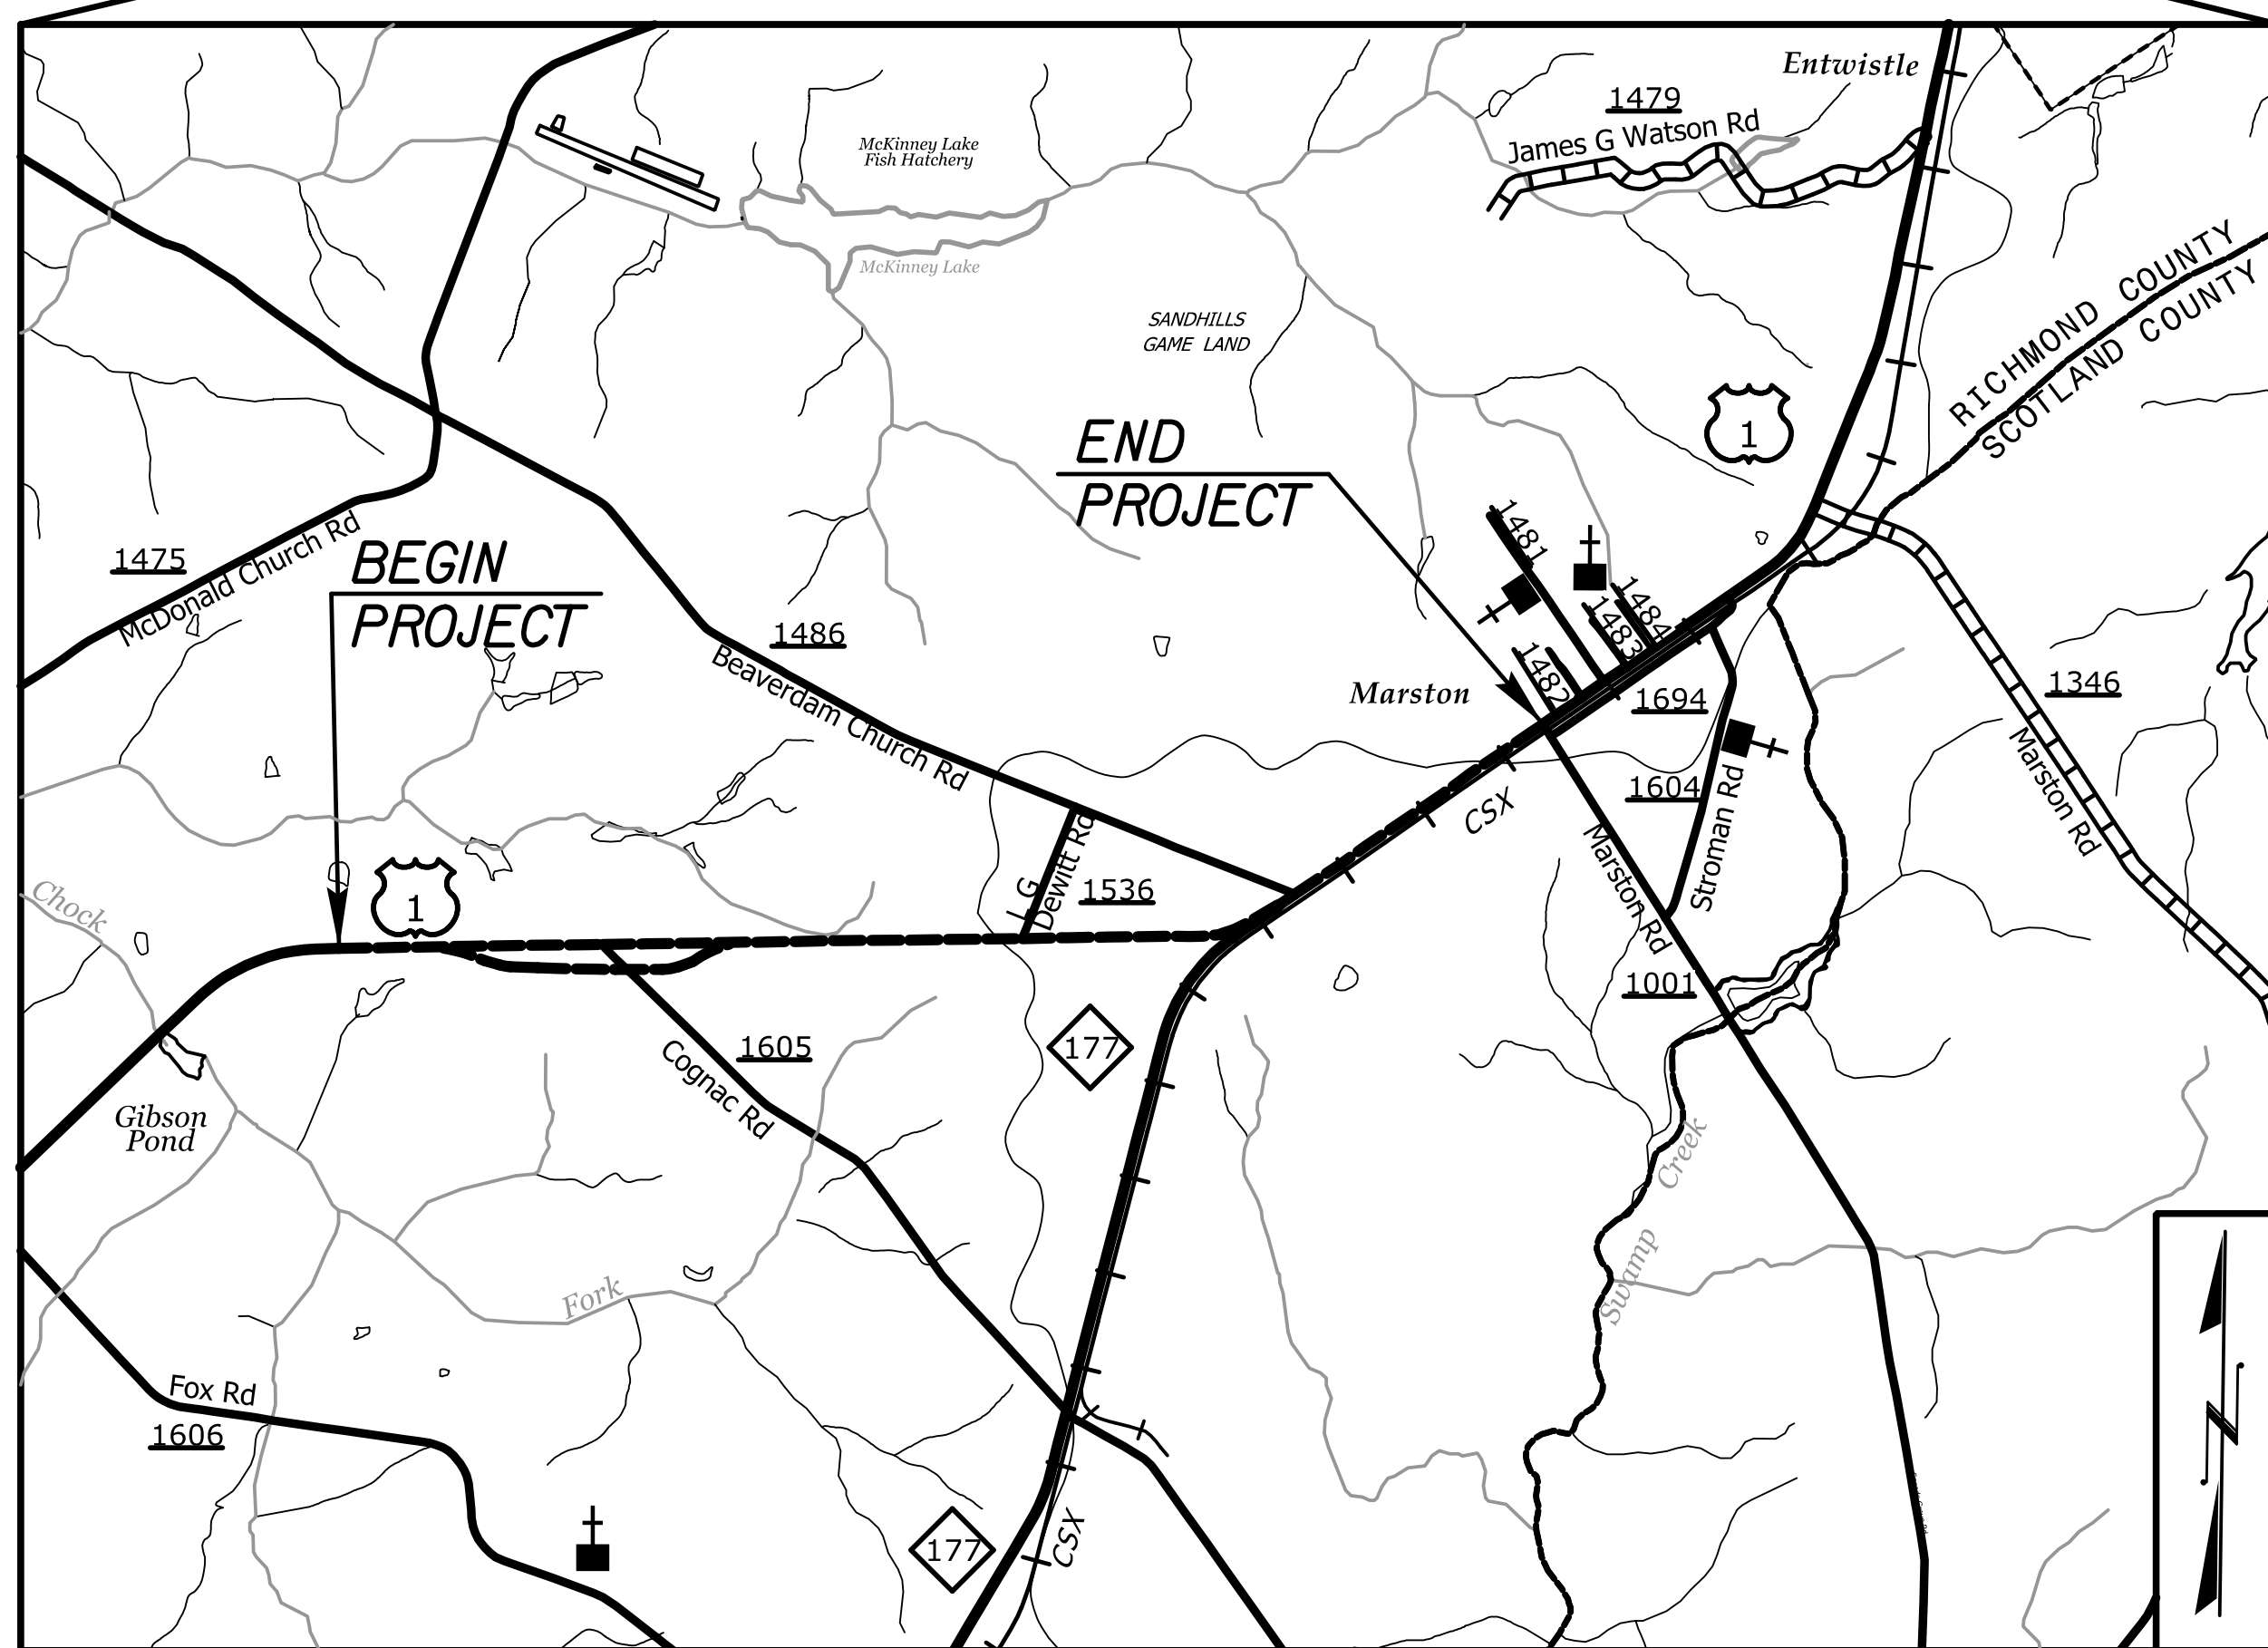 Entwistle
1479
James G Watson Rd
McKinney Lake
Fish Hatchery
McKinney Lake
RICHMOND COUNTY
SCOTLAND COUNTY
SANDHILLS
GAME LAND
1
END
PROJECT
1481
1475
McDonald Church Rd
BEGIN
PROJECT
1484
1483
1482
1486
Beaverdam Church Rd
Marston
1694
1346
Marston Rd
1604
Stroman Rd
CSX
Marston Rd
L G
Dewitt Rd
1536
Chock
1
1001
1605
Cognac Rd
177
Gibson
Pond
Creek
Swamp
Fork
Fox Rd
1606
177
CSX